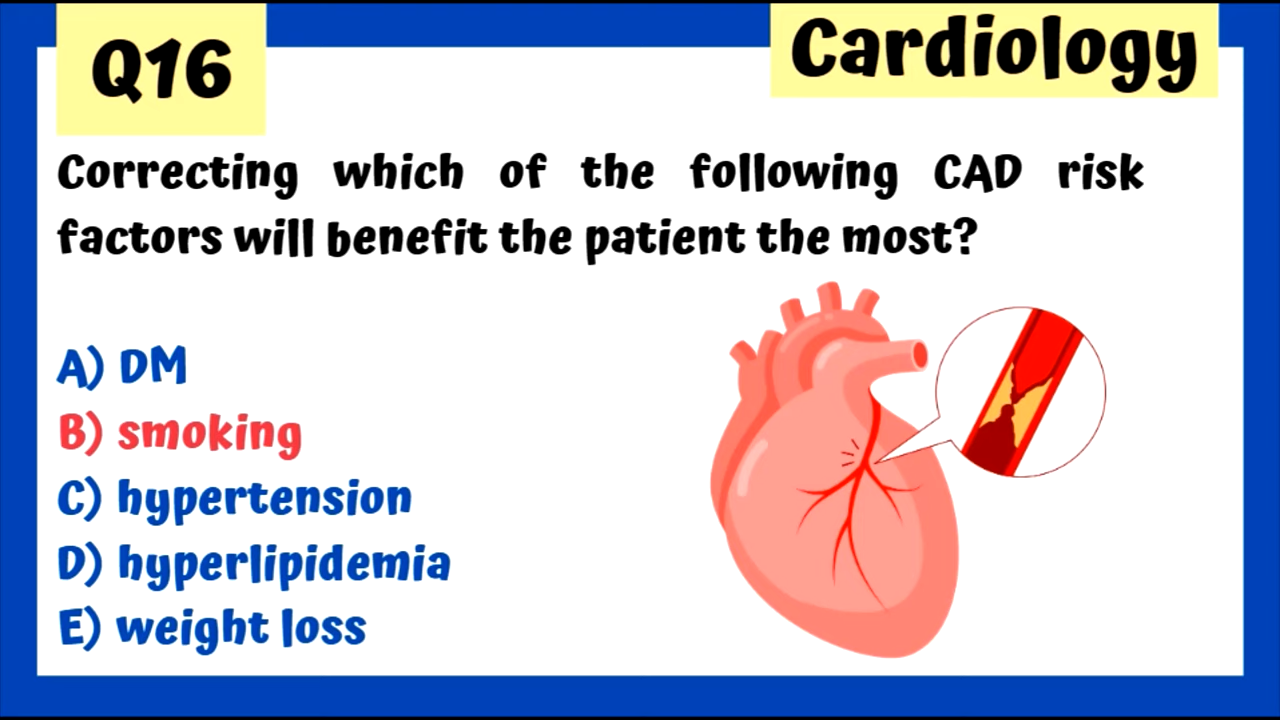 Q16
Cardiology
Correcting which of the following CAD risk
factors will benefit the patient the most?
A) DM
B) smoking
C) hypertension
D) hyperlipidemia
E) weight loss